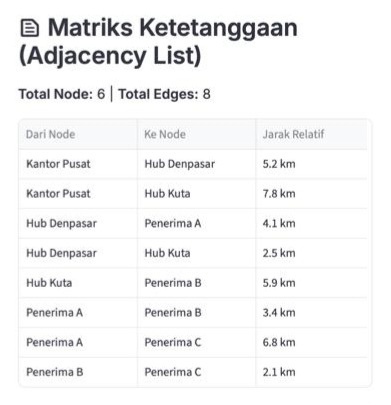 Matriks Ketetanggaan
(Adjacency List)
Total Node: 6 | Total Edges: 8
Dari Node Ke Node Jarak Relatif
Kantor Pusat Hub Denpasar 5.2 km
Kantor Pusat Hub Kuta 7.8 km
Hub Denpasar Penerima A 4.1 km
Hub Denpasar Hub Kuta 2.5 km
Hub Kuta Penerima B 5.9 km
Penerima A Penerima B 3.4 km
Penerima A Penerima C 6.8 km
Penerima B Penerima C 2.1 km